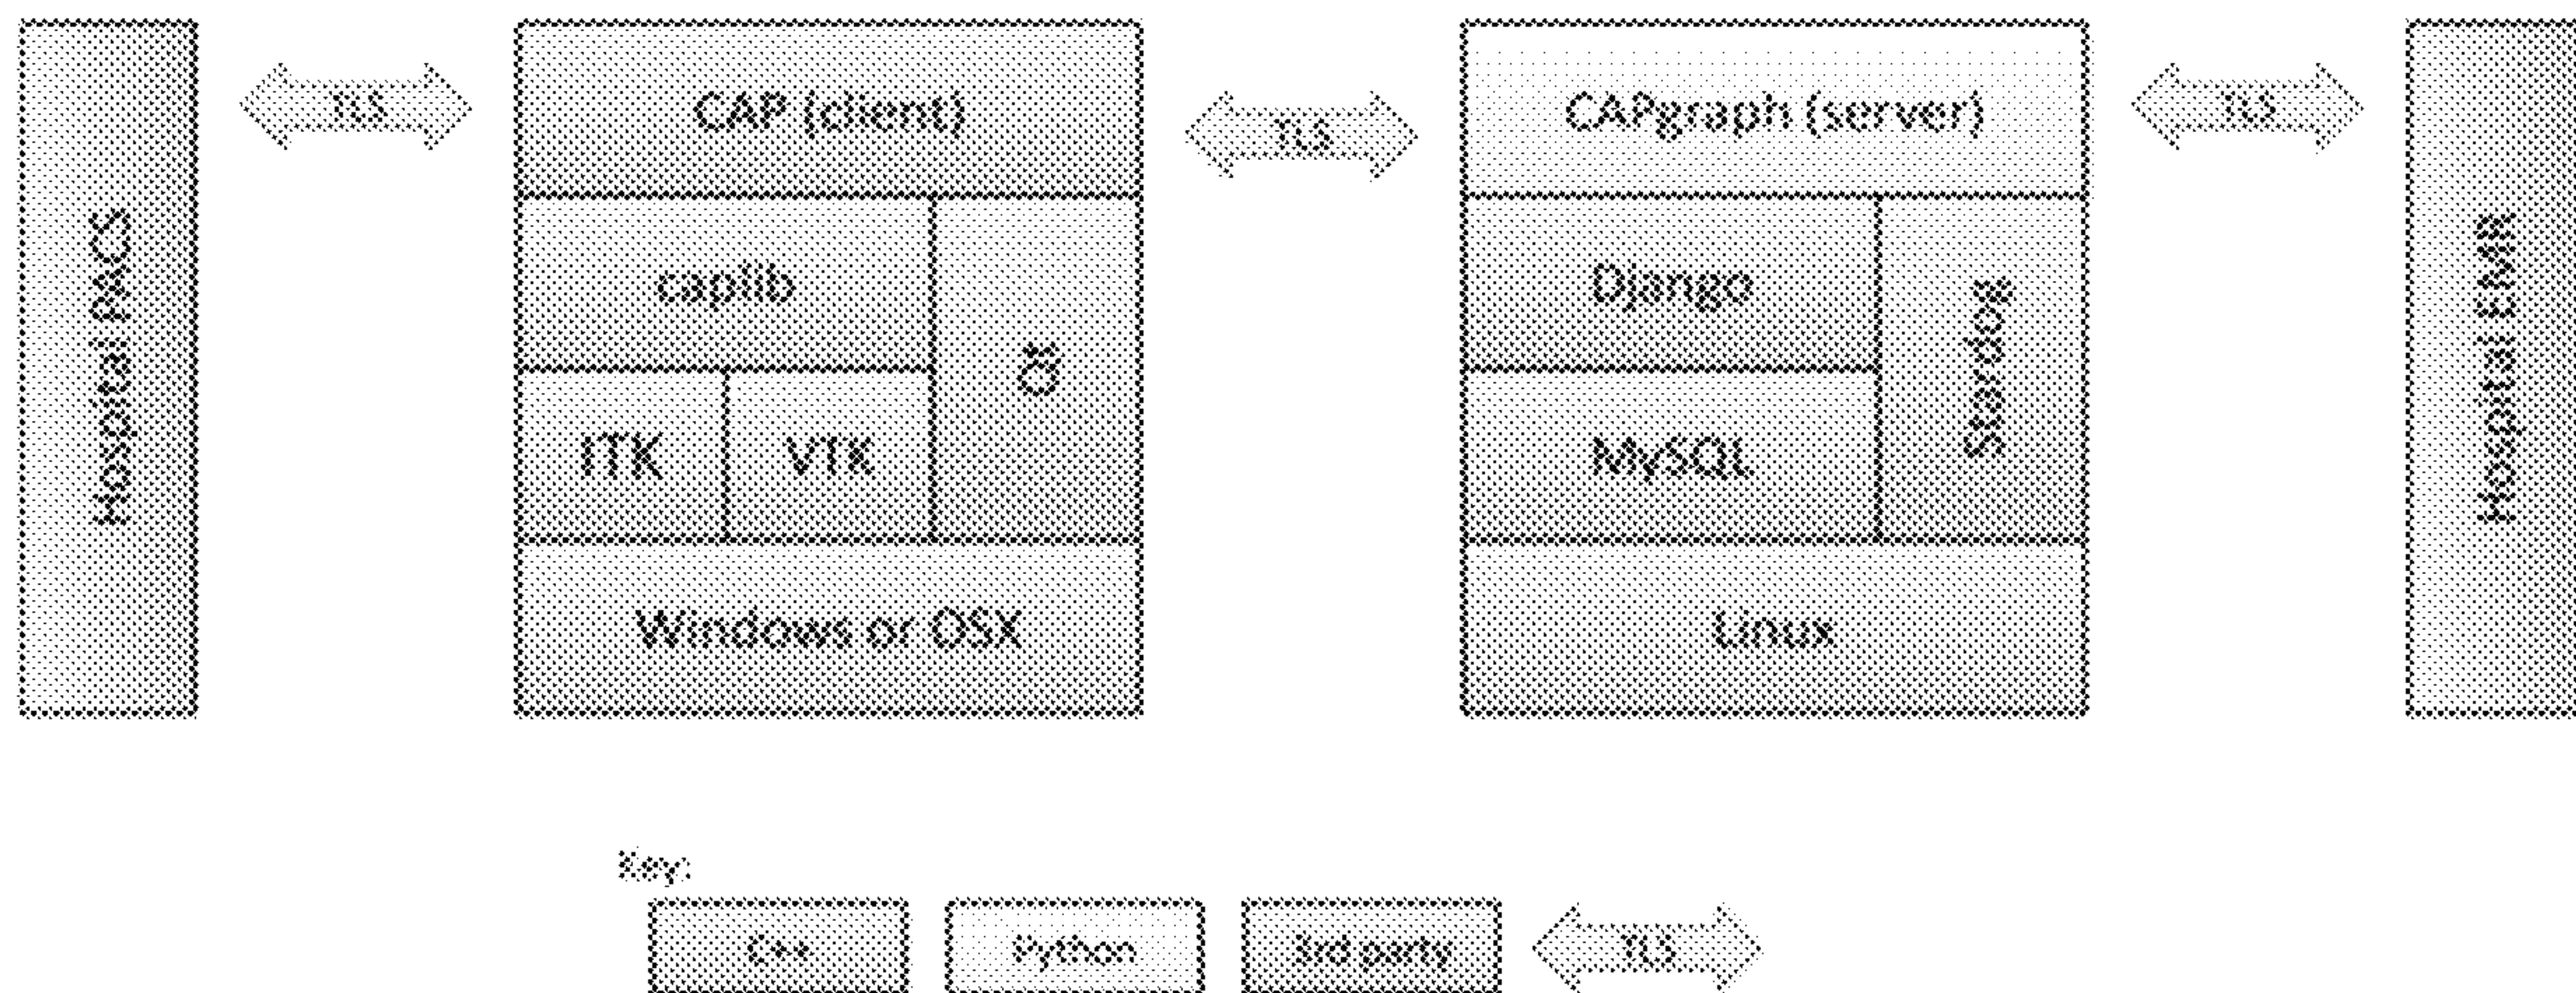 Hospital PACS
TLS
CAP (client)
caplib
ITK
VTK
Qt
Windows or OSX
TLS
CAPgraph (server)
Django
MySQL
Stardog
Linux
TLS
Hospital EMR
Key:
C++
Python
3rd party
TLS